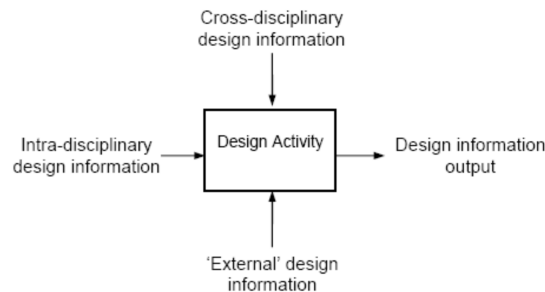 Cross-disciplinary
design information
Design Activity
Intra-disciplinary
design information
Design information
output
‘External’ design
information